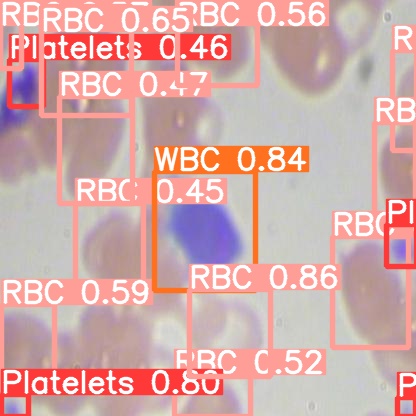 RBC 0.65
RBC 0.56
Platelets 0.46
RBC 0.47
WBC 0.84
RBC 0.45
RBC
RBC 0.86
RBC 0.59
RBC 0.52
Platelets 0.80